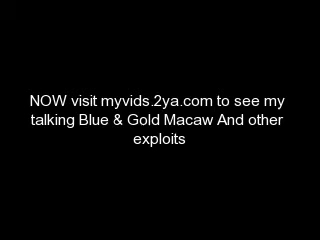 NOW visit myvids.2ya.com to see my
talking Blue & Gold Macaw And other
exploits